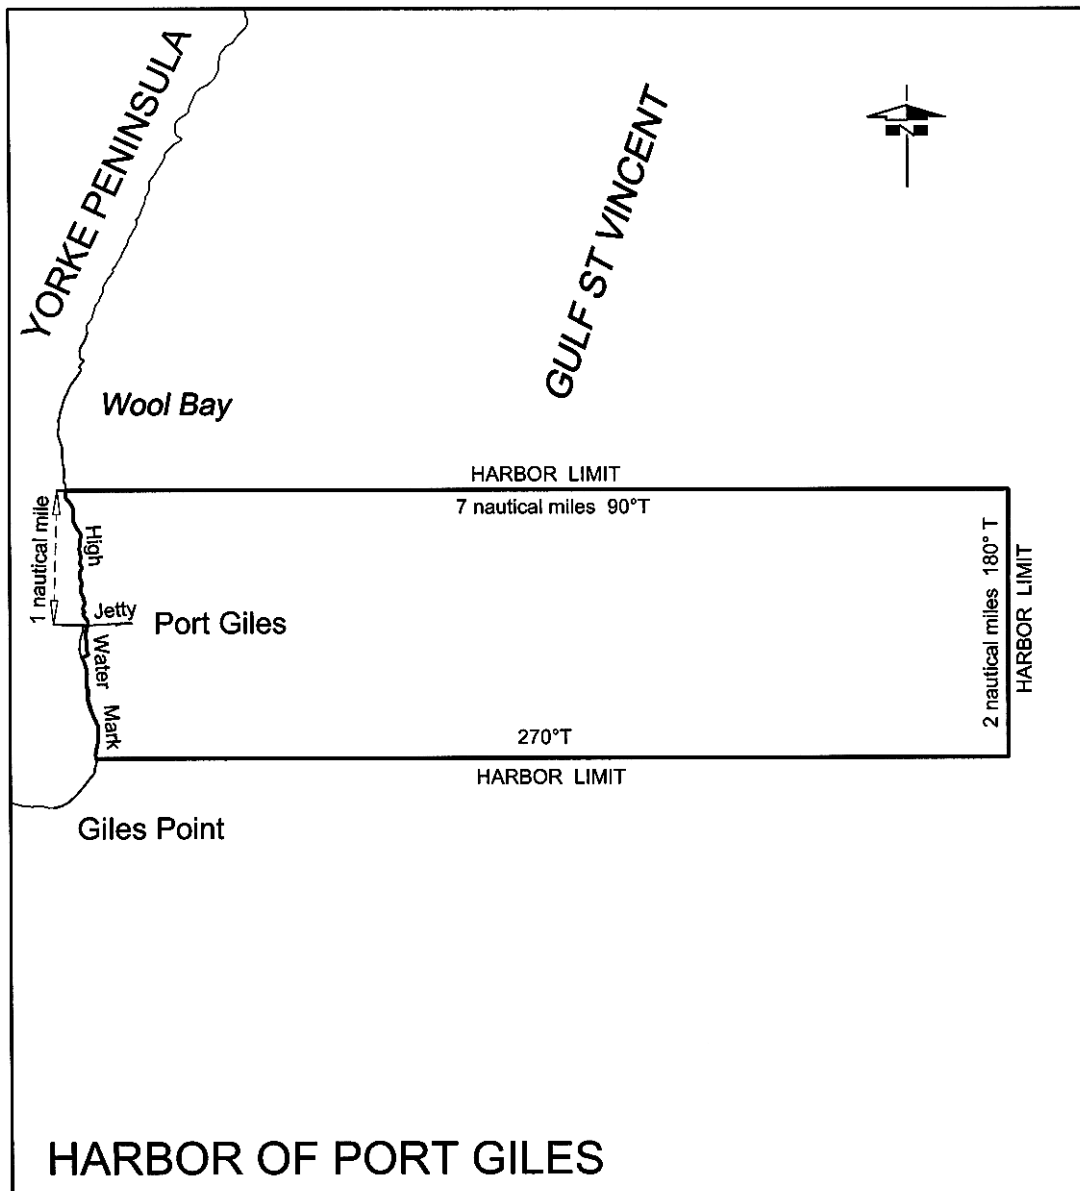 YORKE PENINSULA
GULF ST VINCENT
N
Wool Bay
HARBOR LIMIT
7 nautical miles 90°T
1 nautical mile
High
Jetty
Port Giles
Water
Mark
2 nautical miles 180° T
HARBOR LIMIT
270°T
HARBOR LIMIT
Giles Point
HARBOR OF PORT GILES